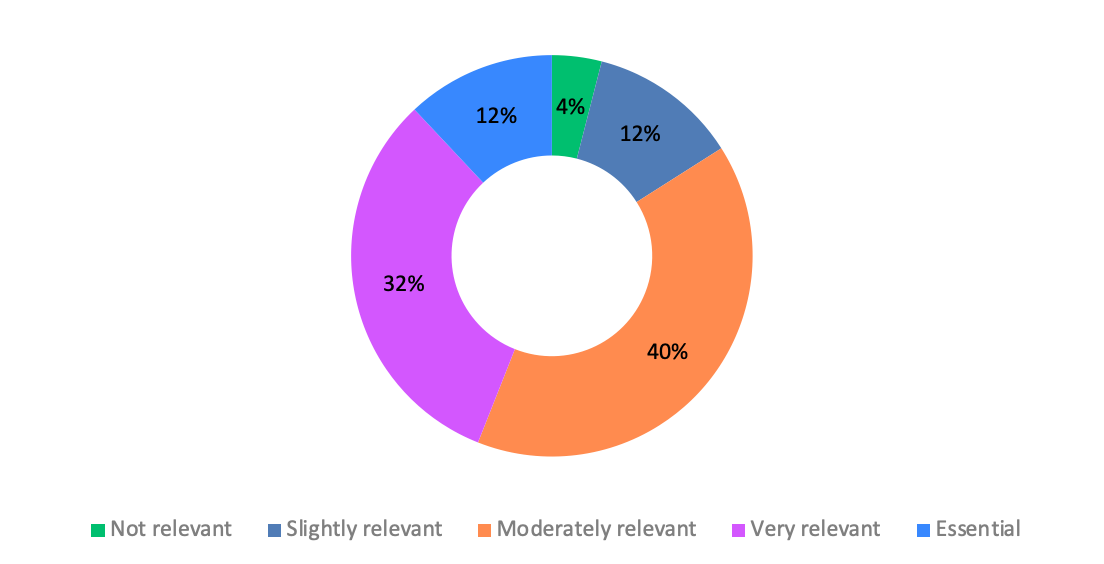 12%
4%
12%
32%
40%
Not relevant
Slightly relevant
Moderately relevant
Very relevant
Essential